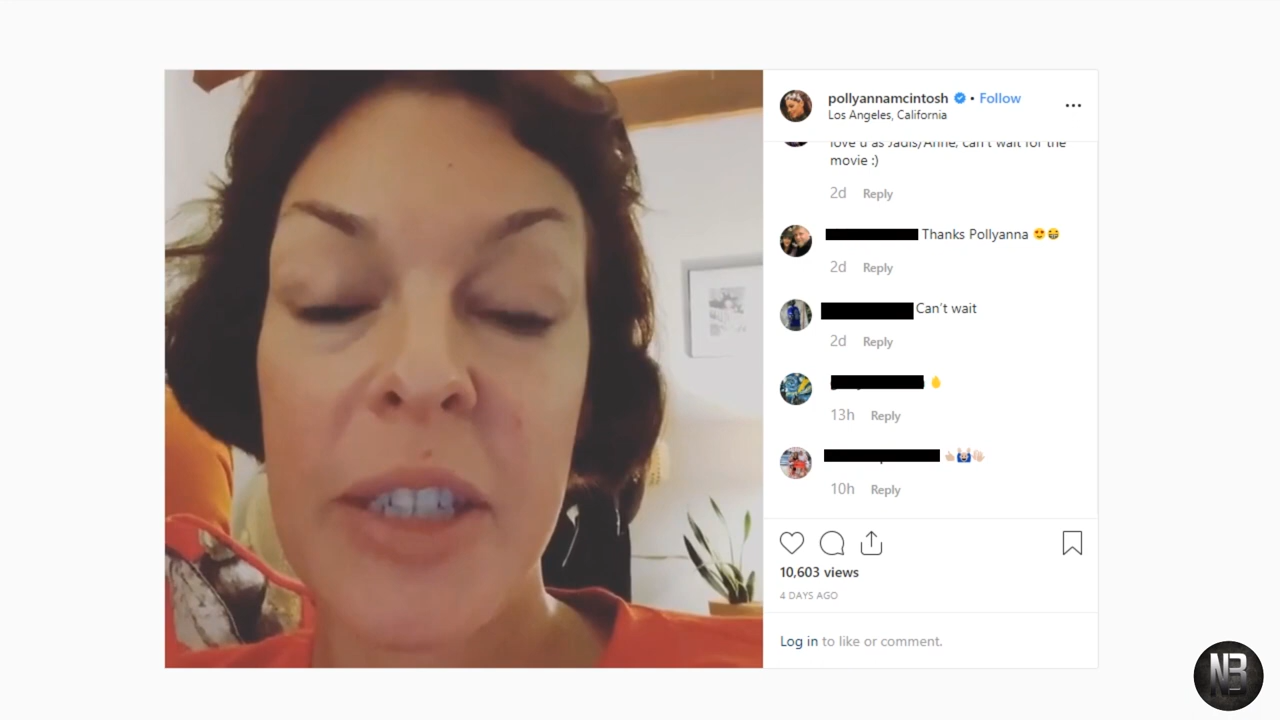 pollyannamcintosh • Follow
Los Angeles, California
love u as Jadis/Anne, can't wait for the
movie :)
2d Reply
Thanks Pollyanna 😍😁
2d Reply
Can't wait
2d Reply
13h Reply
10h Reply
10,603 views
4 DAYS AGO
Log in to like or comment.
NB